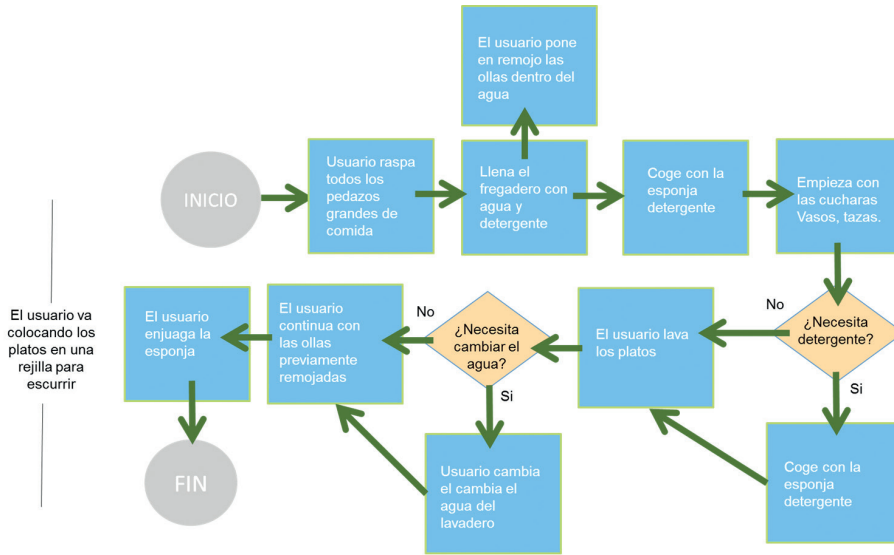 El usuario pone
en remojo las
ollas dentro del
agua
INICIO
Usuario raspa
todos los
pedazos
grandes de
comida
Llena el
fregadero con
agua y
detergente
Coge con la
esponja
detergente
Empieza con
las cucharas
Vasos, tazas.
El usuario va
colocando los
platos en una
rejilla para
escurrir
El usuario
enjuaga la
esponja
El usuario
continua con
las ollas
previamente
remojadas
No
¿Necesita
cambiar el
agua?
Si
El usuario lava
los platos
No
¿Necesita
detergente?
Si
FIN
Usuario cambia
el cambia el
agua del
lavadero
Coge con la
esponja
detergente